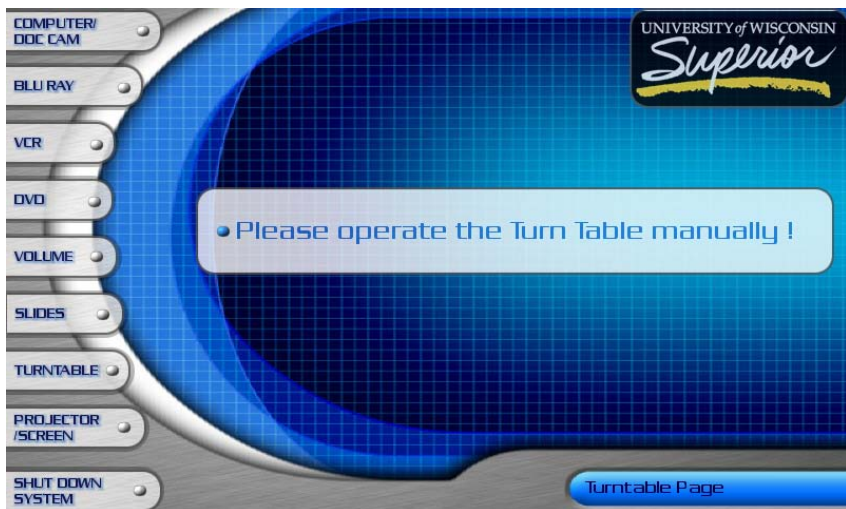 COMPUTER/
DOC CAM
BLU RAY
VCR
DVD
VOLUME
SLIDES
TURNTABLE
PROJECTOR
/SCREEN
SHUT DOWN
SYSTEM
UNIVERSITY of WISCONSIN
Superior
Please operate the Turn Table manually !
Turntable Page